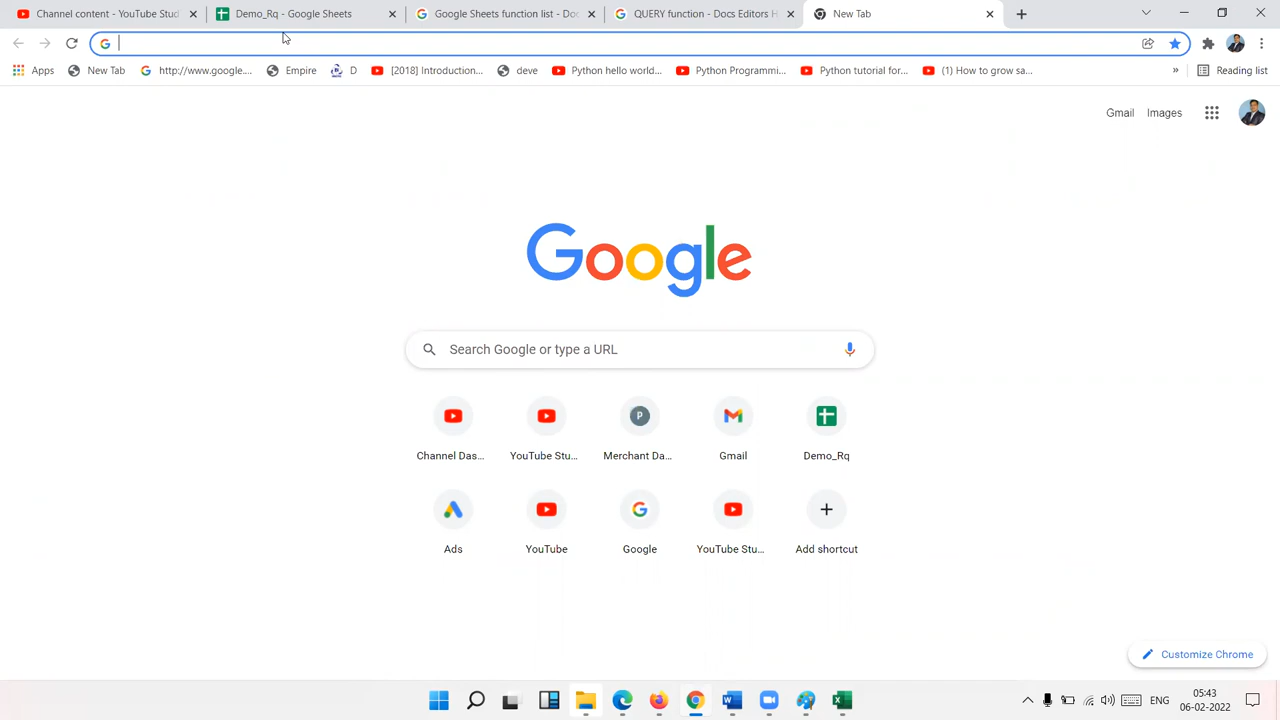 Channel content - YouTube Stud
Demo_Rq - Google Sheets
Google Sheets function list - Doc
QUERY function - Docs Editors H
New Tab
Apps
New Tab
http://www.google...
Empire
D
[2018] Introduction...
deve
Python hello world...
Python Programmi...
Python tutorial for...
(1) How to grow sa...
»
Reading list
Gmail
Images
Google
Search Google or type a URL
Channel Das...
YouTube Stu...
P
Merchant Da...
Gmail
Demo_Rq
Ads
YouTube
Google
YouTube Stu...
Add shortcut
Customize Chrome
ENG
05:43
06-02-2022